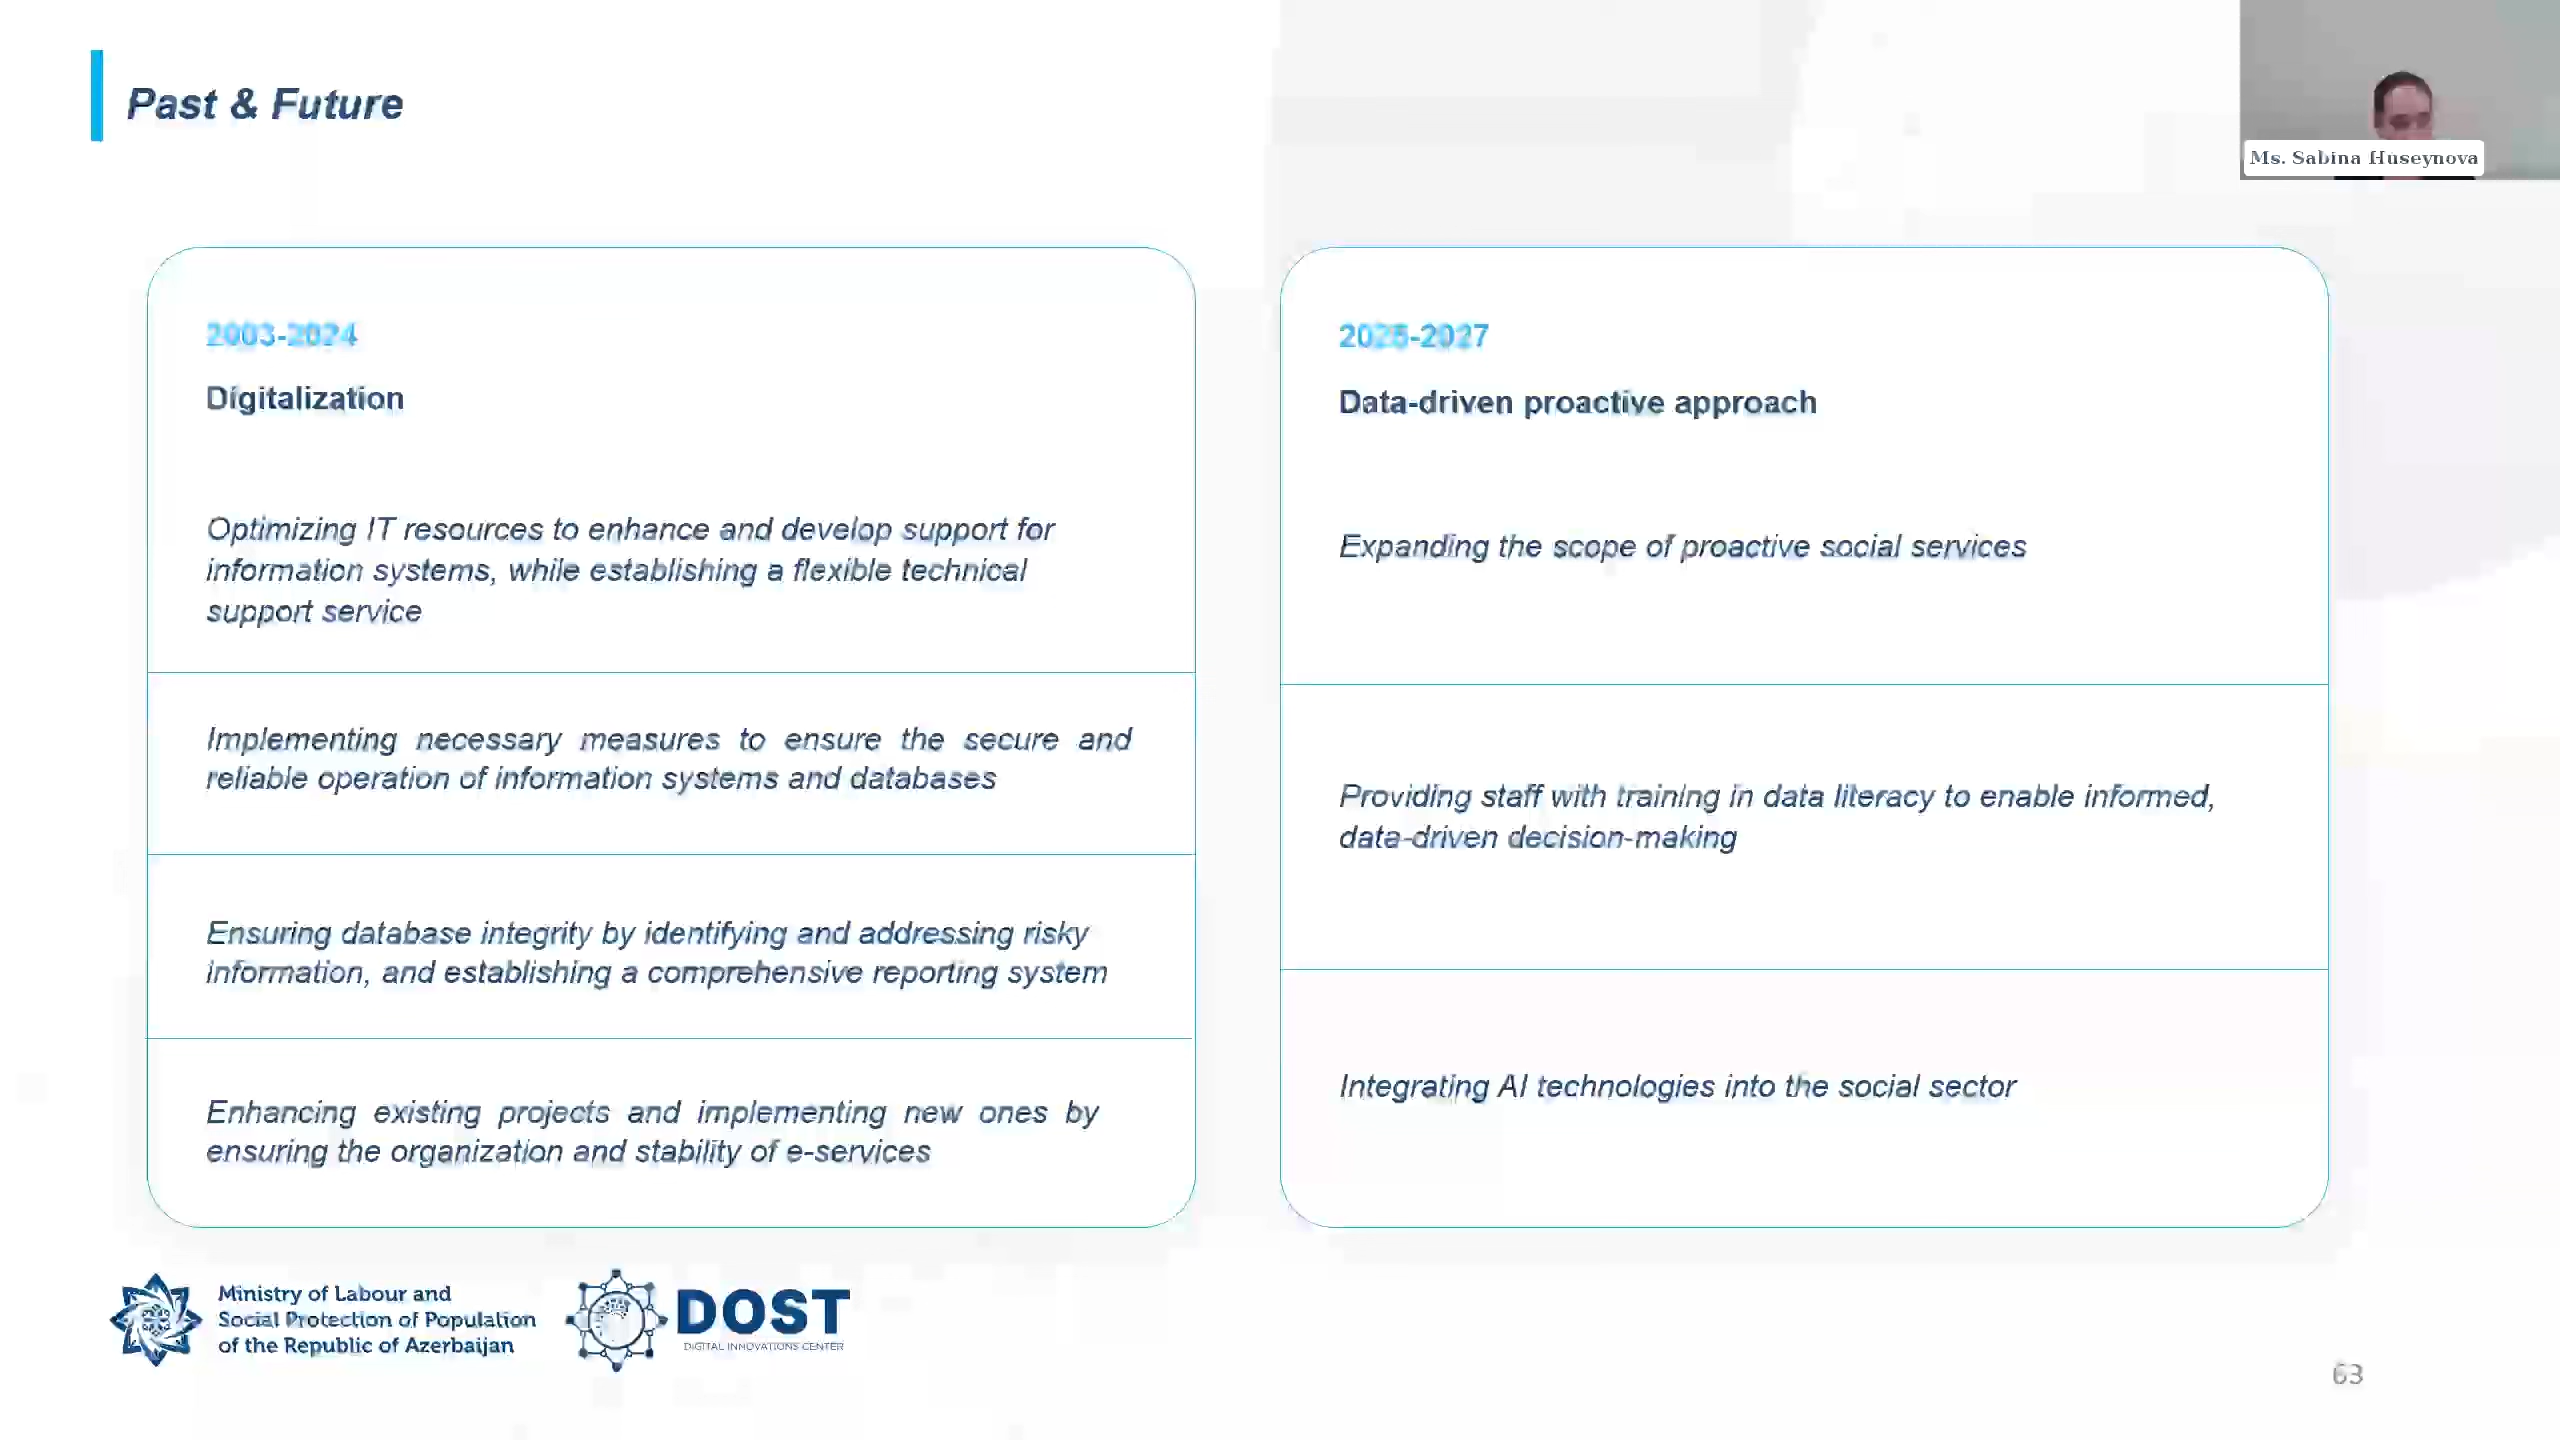 Past & Future
Ms. Sabina Huseynova
2003-2024
Digitalization
Optimizing IT resources to enhance and develop support for
information systems, while establishing a flexible technical
support service
Implementing necessary measures to ensure the secure and
reliable operation of information systems and databases
Ensuring database integrity by identifying and addressing risky
information, and establishing a comprehensive reporting system
Enhancing existing projects and implementing new ones by
ensuring the organization and stability of e-services
2025-2027
Data-driven proactive approach
Expanding the scope of proactive social services
Providing staff with training in data literacy to enable informed,
data-driven decision-making
Integrating AI technologies into the social sector
Ministry of Labour and
Social Protection of Population
of the Republic of Azerbaijan
DOST
DIGITAL INNOVATIONS CENTER
63